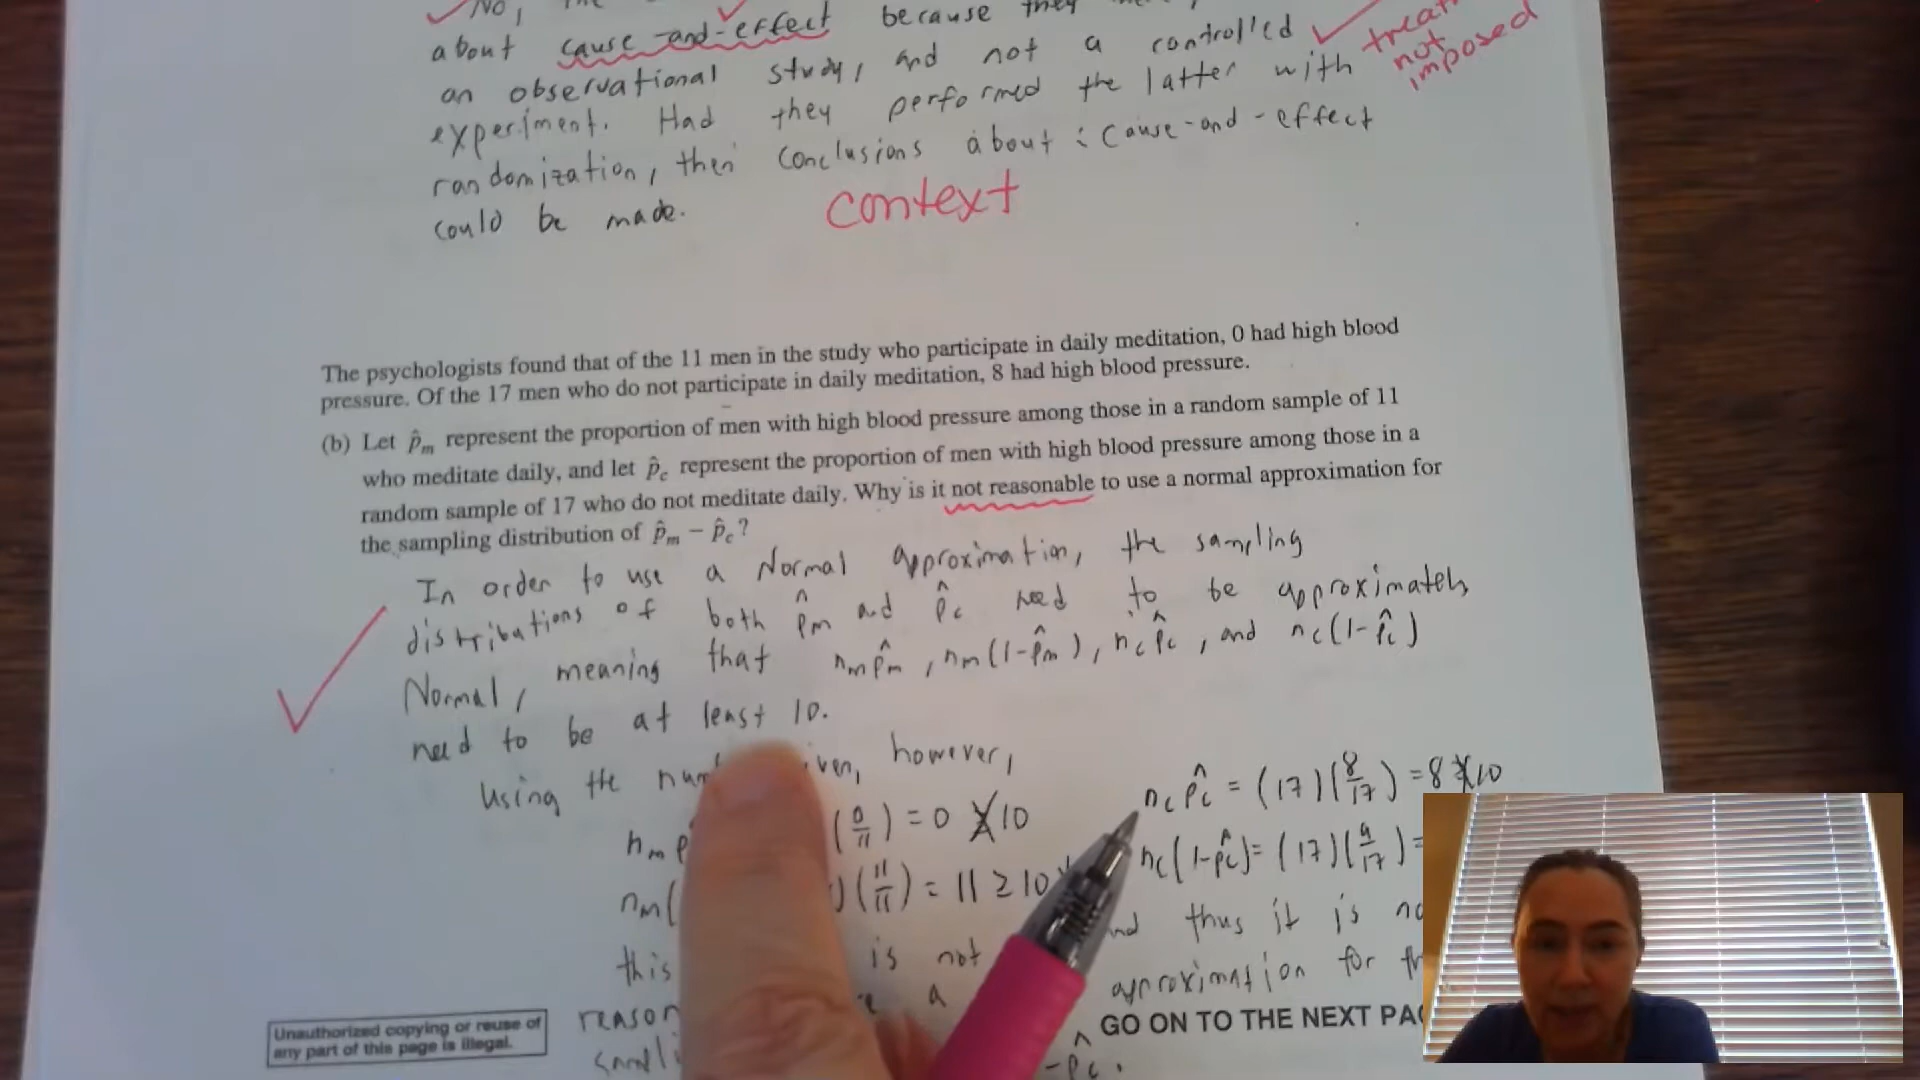 No,
about cause-and-effect because they
an observational study, and not a controlled
experiment. Had they performed the latter with
randomization, then conclusions about cause-and-effect
could be made.
not
imposed
context
The psychologists found that of the 11 men in the study who participate in daily meditation, 0 had high blood
pressure. Of the 17 men who do not participate in daily meditation, 8 had high blood pressure.
(b) Let p̂m represent the proportion of men with high blood pressure among those in a random sample of 11
who meditate daily, and let p̂c represent the proportion of men with high blood pressure among those in a
random sample of 17 who do not meditate daily. Why is it not reasonable to use a normal approximation for
the sampling distribution of p̂m − p̂c?
In order to use a Normal approximation, the sampling
distributions of both p̂m and p̂c need to be approximately
Normal, meaning that nmp̂m, nm(1-p̂m), ncp̂c, and nc(1-p̂c)
need to be at least 10.
Using the however,
(0/11) = 0 ≱ 10
(11/11) = 11 ≥ 10
ncp̂c = (17)(8/17) = 8 ≱ 10
nc(1-p̂c) = (17)(9/17) =
this is not thus it is
a approximation for
-p̂c.
Unauthorized copying or reuse of
any part of this page is illegal.
GO ON TO THE NEXT